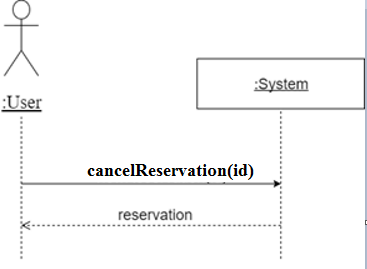 :User
:System
cancelReservation(id)
reservation